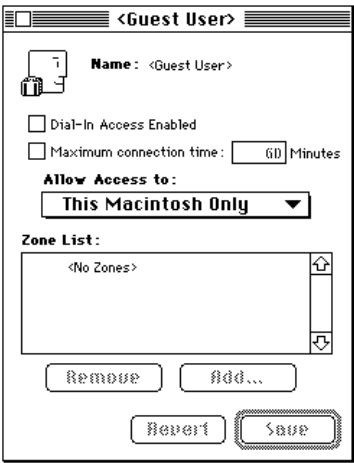 <Guest User>
Name: <Guest User>
Dial-In Access Enabled
Maximum connection time: 60 Minutes
Allow Access to:
This Macintosh Only
Zone List:
<No Zones>
Remove Add...
Revert Save